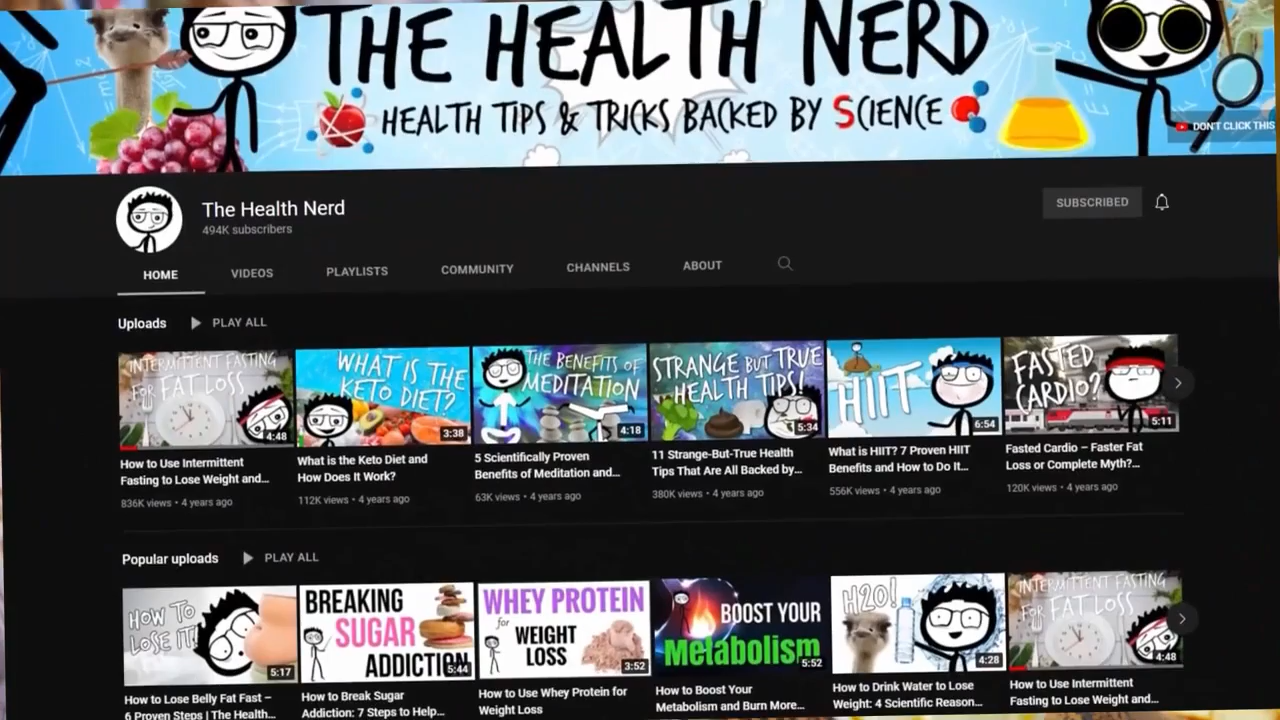 THE HEALTH NERD
HEALTH TIPS & TRICKS BACKED BY SCIENCE
DON'T CLICK THIS
The Health Nerd
494K subscribers
SUBSCRIBED
HOME VIDEOS PLAYLISTS COMMUNITY CHANNELS ABOUT
Uploads PLAY ALL
INTERMITTENT FASTING
FOR FAT LOSS
4:48
WHAT IS THE
KETO DIET?
3:38
THE BENEFITS OF
MEDITATION
4:18
STRANGE BUT TRUE
HEALTH TIPS!
5:34
HIIT
6:54
FASTED
CARDIO?
5:11
How to Use Intermittent
Fasting to Lose Weight and...
836K views • 4 years ago
What is the Keto Diet and
How Does It Work?
112K views • 4 years ago
5 Scientifically Proven
Benefits of Meditation and...
63K views • 4 years ago
11 Strange-But-True Health
Tips That Are All Backed by...
380K views • 4 years ago
What is HIIT? 7 Proven HIIT
Benefits and How to Do It...
556K views • 4 years ago
Fasted Cardio – Faster Fat
Loss or Complete Myth?...
120K views • 4 years ago
Popular uploads PLAY ALL
HOW TO
LOSE IT!
5:17
BREAKING
SUGAR
ADDICTION
5:44
WHEY PROTEIN
for
WEIGHT
LOSS
3:52
BOOST YOUR
Metabolism
5:52
H2O!
4:28
INTERMITTENT FASTING
FOR FAT LOSS
4:48
How to Lose Belly Fat Fast –
6 Proven Steps | The Health...
How to Break Sugar
Addiction: 7 Steps to Help...
How to Use Whey Protein for
Weight Loss
How to Boost Your
Metabolism and Burn More...
How to Drink Water to Lose
Weight: 4 Scientific Reason...
How to Use Intermittent
Fasting to Lose Weight and...